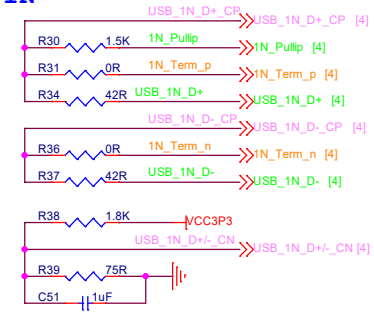 USB_1N_D+_CP USB_1N_D+_CP [4]
R30 1.5K 1N_Pullip 1N_Pullip [4]
R31 0R 1N_Term_p 1N_Term_p [4]
R34 42R USB_1N_D+ USB_1N_D+ [4]
USB_1N_D-_CP USB_1N_D-_CP [4]
R36 0R 1N_Term_n 1N_Term_n [4]
R37 42R USB_1N_D- USB_1N_D- [4]
R38 1.8K VCC3P3
USB_1N_D+/-_CN USB_1N_D+/-_CN [4]
R39 75R
C51 1uF